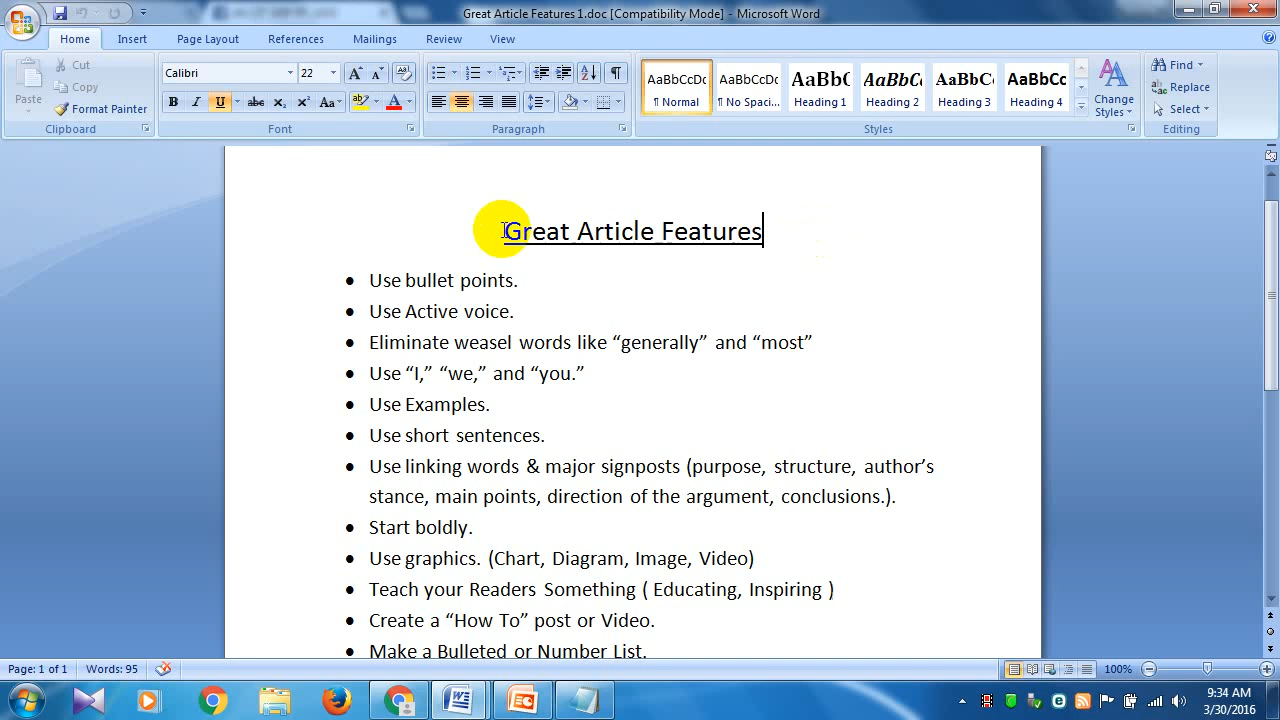 Great Article Features 1.doc [Compatibility Mode] - Microsoft Word
Home Insert Page Layout References Mailings Review View
Paste
Cut
Copy
Format Painter
Clipboard
Calibri 22
B I U abc X₂ X² Aa A
Font
Paragraph
AaBbCcDc AaBbCcDc AaBbC AaBbC AaBbC AaBbCc
¶ Normal ¶ No Spaci... Heading 1 Heading 2 Heading 3 Heading 4
Change Styles
Styles
Find
Replace
Select
Editing
Great Article Features
• Use bullet points.
• Use Active voice.
• Eliminate weasel words like “generally” and “most”
• Use “I,” “we,” and “you.”
• Use Examples.
• Use short sentences.
• Use linking words & major signposts (purpose, structure, author’s
stance, main points, direction of the argument, conclusions.).
• Start boldly.
• Use graphics. (Chart, Diagram, Image, Video)
• Teach your Readers Something ( Educating, Inspiring )
• Create a “How To” post or Video.
• Make a Bulleted or Number List.
Page: 1 of 1 Words: 95 100%
9:34 AM
3/30/2016